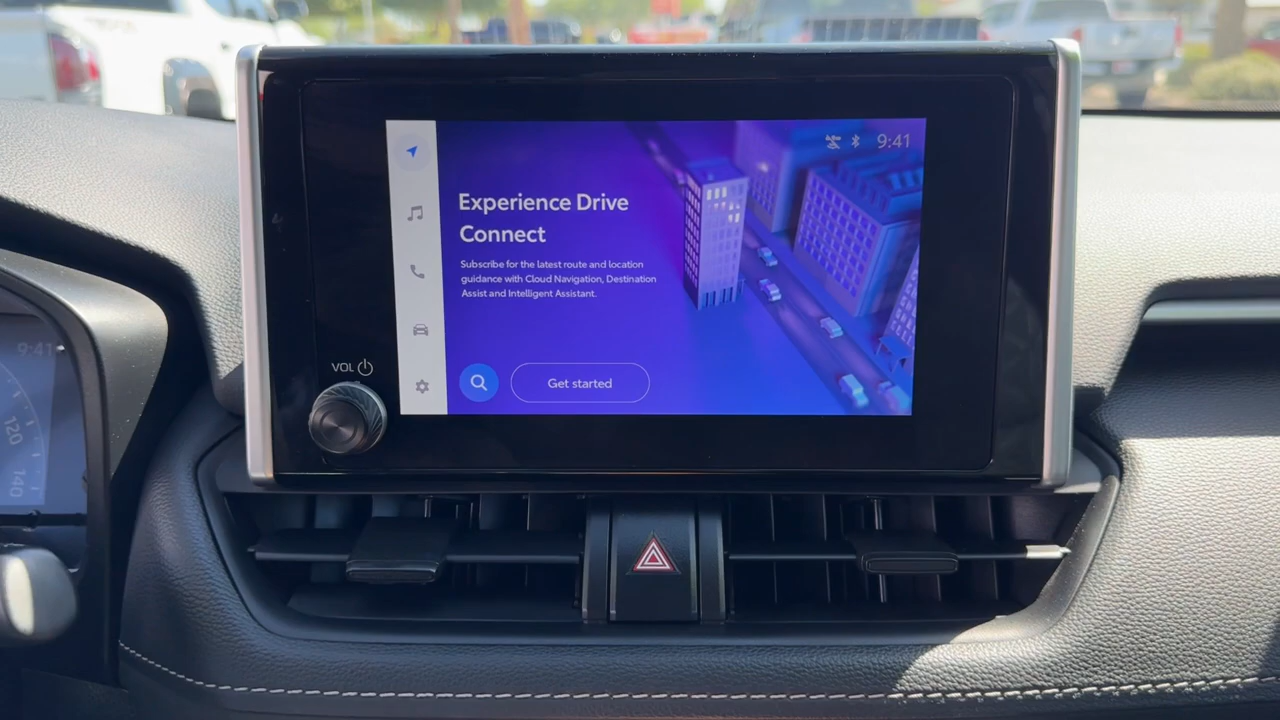 9:41
Experience Drive
Connect
Subscribe for the latest route and location
guidance with Cloud Navigation, Destination
Assist and Intelligent Assistant.
Get started
VOL
9:41
120
140